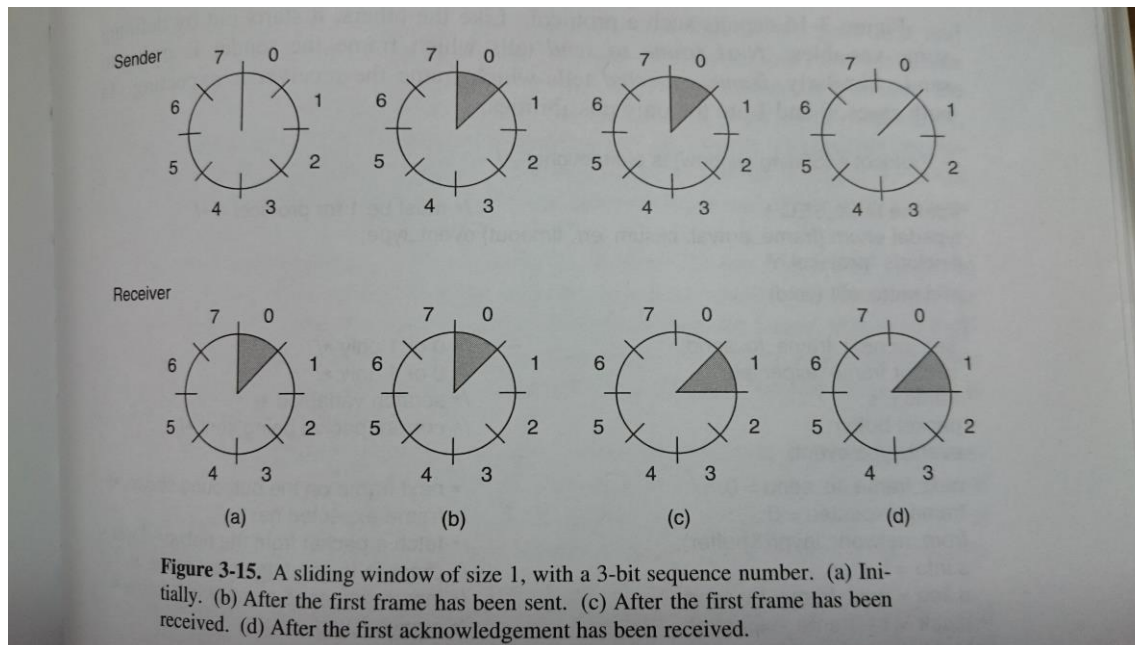 Sender
7 0 7 0 7 0 7 0
6 1 6 1 6 1 6 1
5 2 5 2 5 2 5 2
4 3 4 3 4 3 4 3
Receiver
7 0 7 0 7 0 7 0
6 1 6 1 6 1 6 1
5 2 5 2 5 2 5 2
4 3 4 3 4 3 4 3
(a) (b) (c) (d)
Figure 3-15. A sliding window of size 1, with a 3-bit sequence number. (a) Ini-
tially. (b) After the first frame has been sent. (c) After the first frame has been
received. (d) After the first acknowledgement has been received.